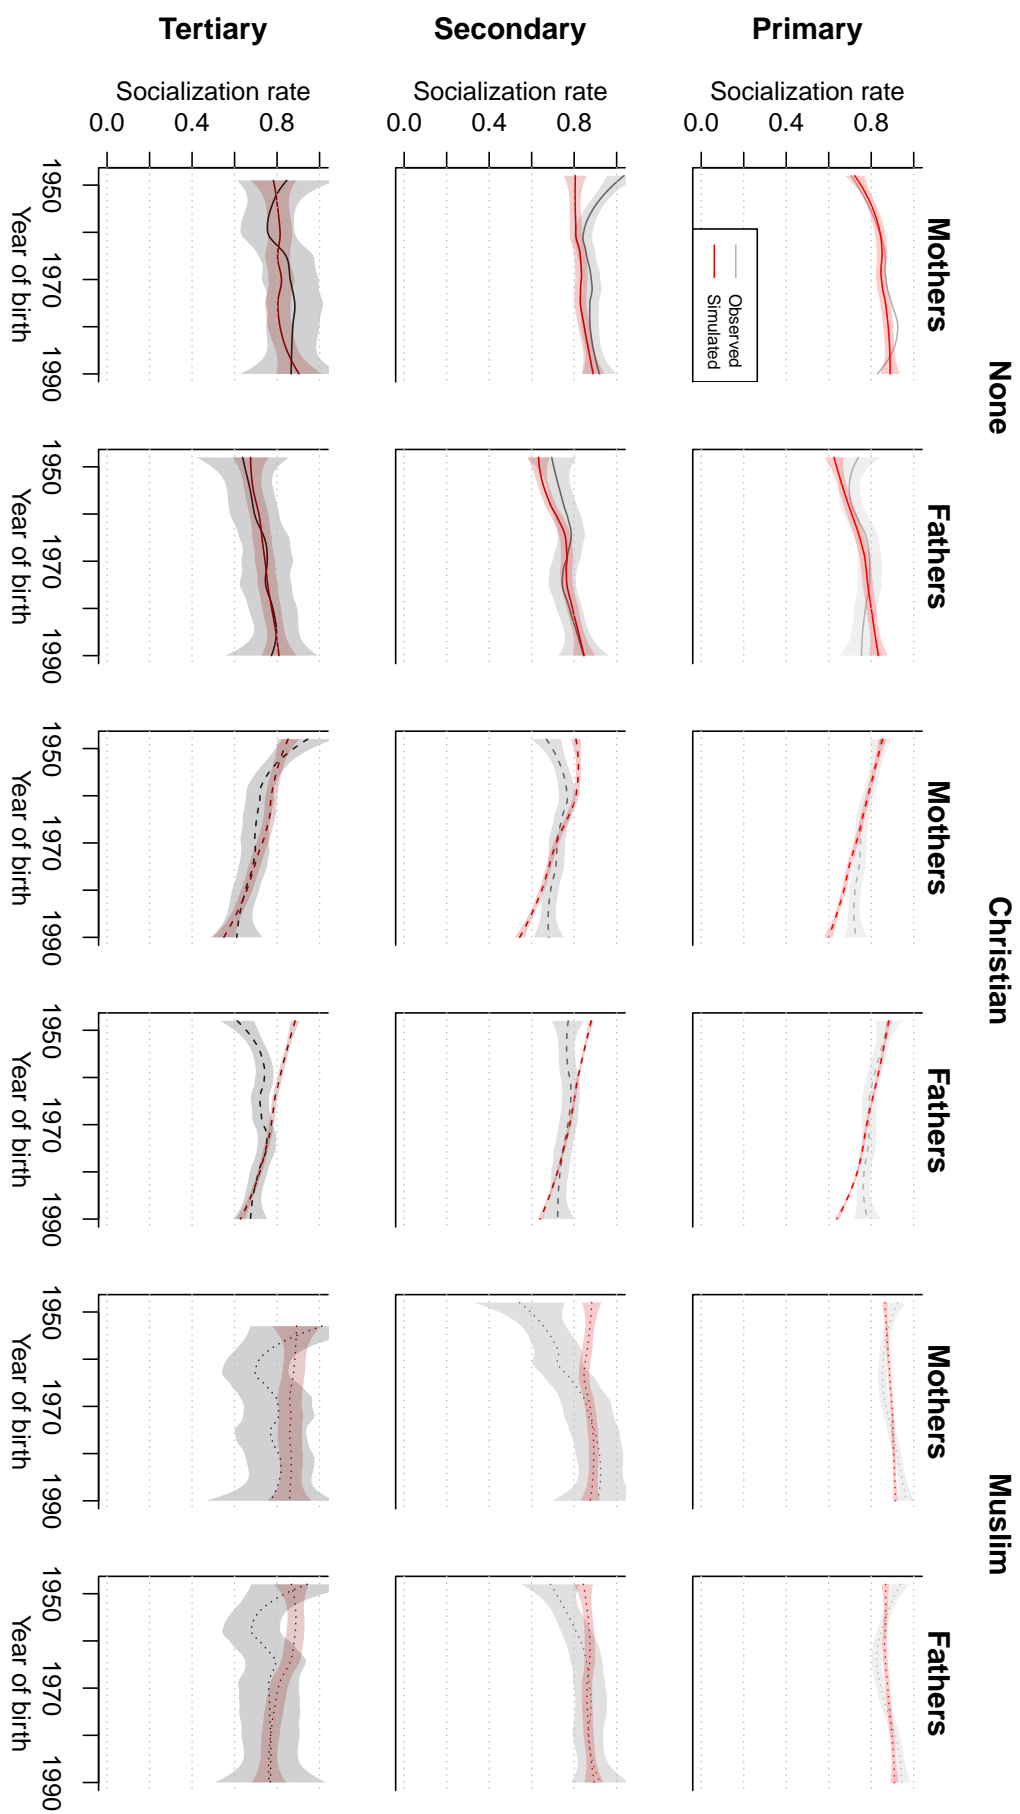 None
Christian
Muslim
Mothers
Fathers
Mothers
Fathers
Mothers
Fathers
Primary
Socialization rate
0.0 0.4 0.8
Observed
Simulated
Secondary
Socialization rate
0.0 0.4 0.8
Tertiary
Socialization rate
0.0 0.4 0.8
1950 1970 1990
Year of birth
1950 1970 1990
Year of birth
1950 1970 1990
Year of birth
1950 1970 1990
Year of birth
1950 1970 1990
Year of birth
1950 1970 1990
Year of birth